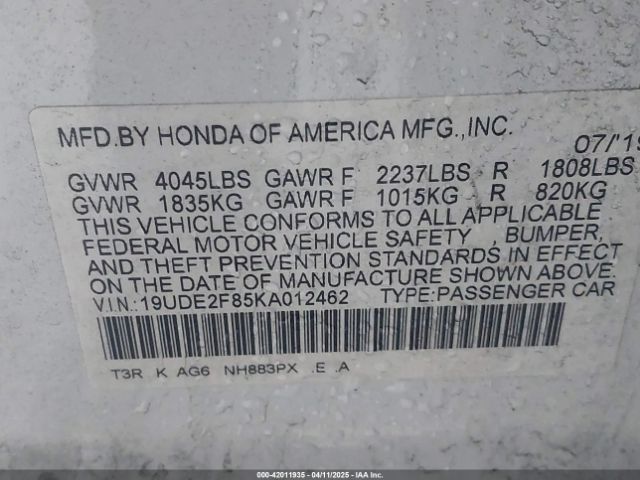 MFD.BY HONDA OF AMERICA MFG.,INC. 07/'19
GVWR 4045LBS GAWR F 2237LBS R 1808LBS
GVWR 1835KG GAWR F 1015KG R 820KG
THIS VEHICLE CONFORMS TO ALL APPLICABLE
FEDERAL MOTOR VEHICLE SAFETY , BUMPER,
AND THEFT PREVENTION STANDARDS IN EFFECT
ON THE DATE OF MANUFACTURE SHOWN ABOVE.
V.I.N.:19UDE2F85KA012462 TYPE:PASSENGER CAR
T3R K AG6 NH883PX .E .A
000-42011935 - 04/11/2025 - IAA Inc.